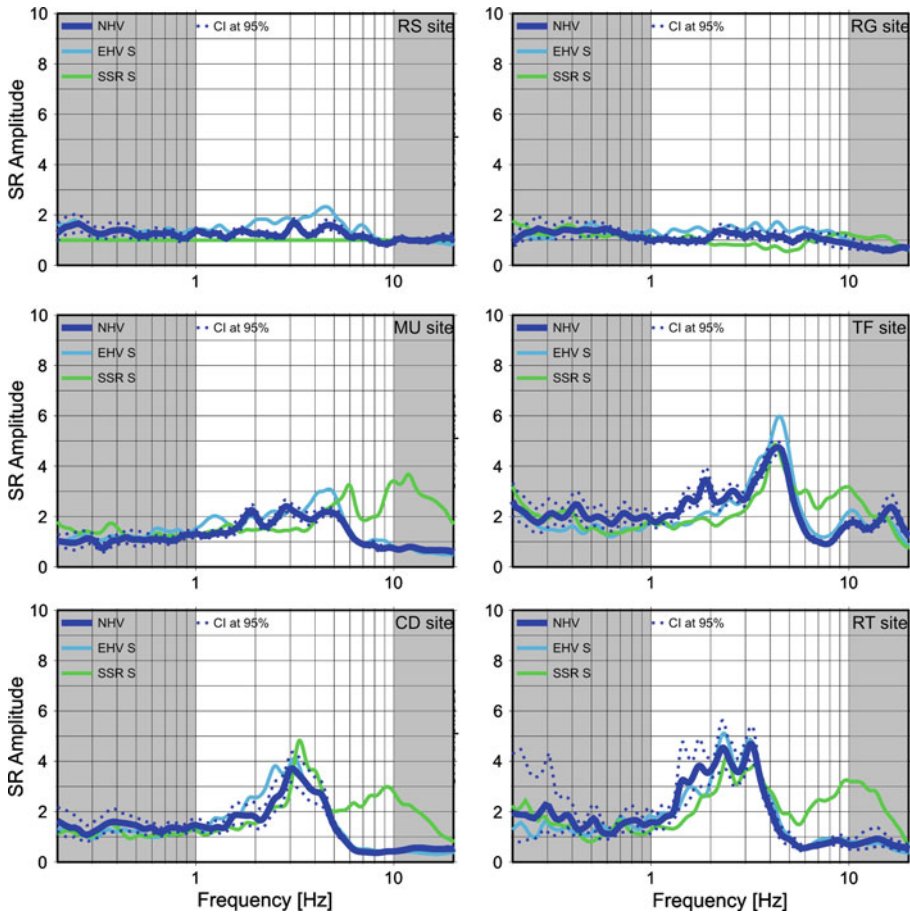 NHV CI at 95% RS site
EHV S
SSR S
SR Amplitude
10
8
6
4
2
0
1 10
NHV CI at 95% RG site
EHV S
SSR S
10
8
6
4
2
0
1 10
NHV CI at 95% MU site
EHV S
SSR S
SR Amplitude
10
8
6
4
2
0
1 10
NHV CI at 95% TF site
EHV S
SSR S
10
8
6
4
2
0
1 10
NHV CI at 95% CD site
EHV S
SSR S
SR Amplitude
10
8
6
4
2
0
1 10
Frequency [Hz]
NHV CI at 95% RT site
EHV S
SSR S
10
8
6
4
2
0
1 10
Frequency [Hz]